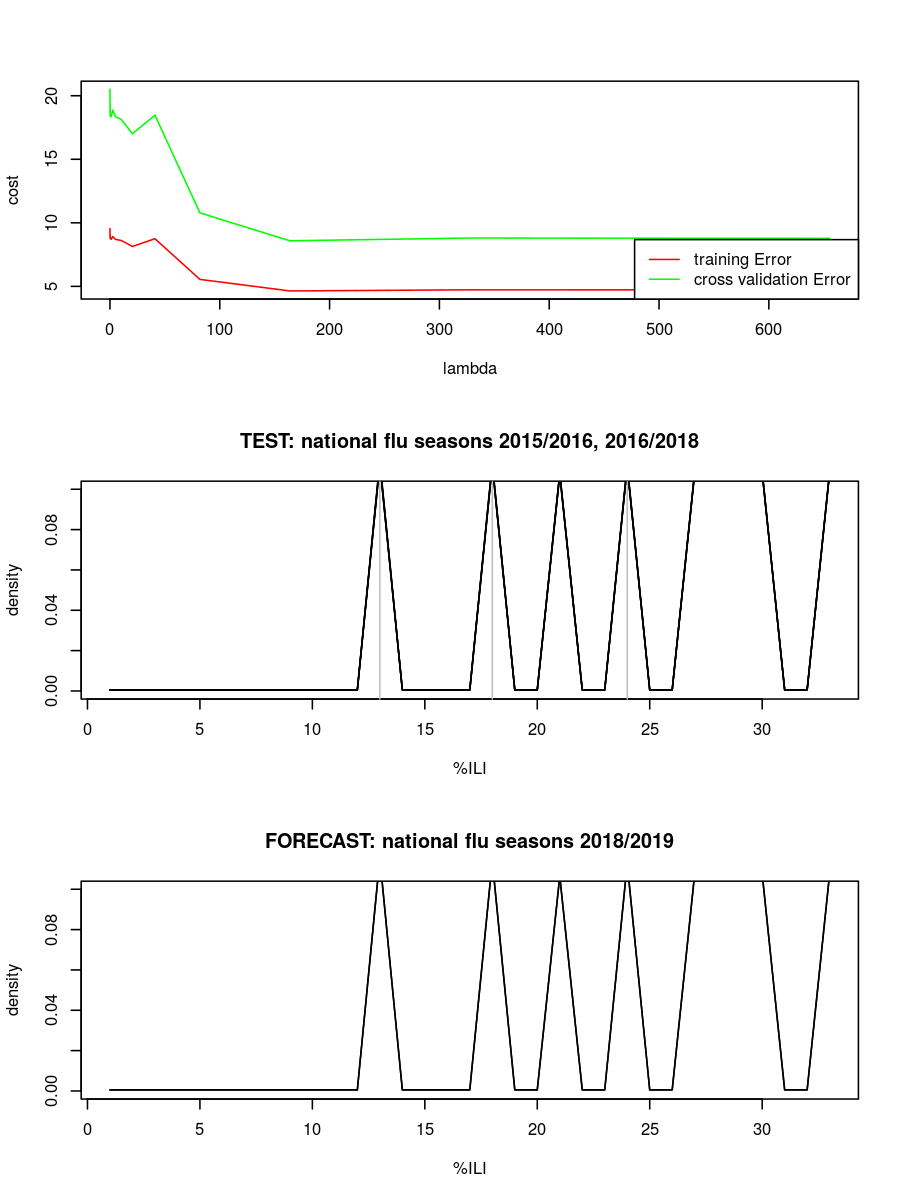 20
15
10
5
cost
training Error
cross validation Error
0 100 200 300 400 500 600
lambda
TEST: national flu seasons 2015/2016, 2016/2018
0.08
0.04
0.00
density
0 5 10 15 20 25 30
%ILI
FORECAST: national flu seasons 2018/2019
0.08
0.04
0.00
density
0 5 10 15 20 25 30
%ILI